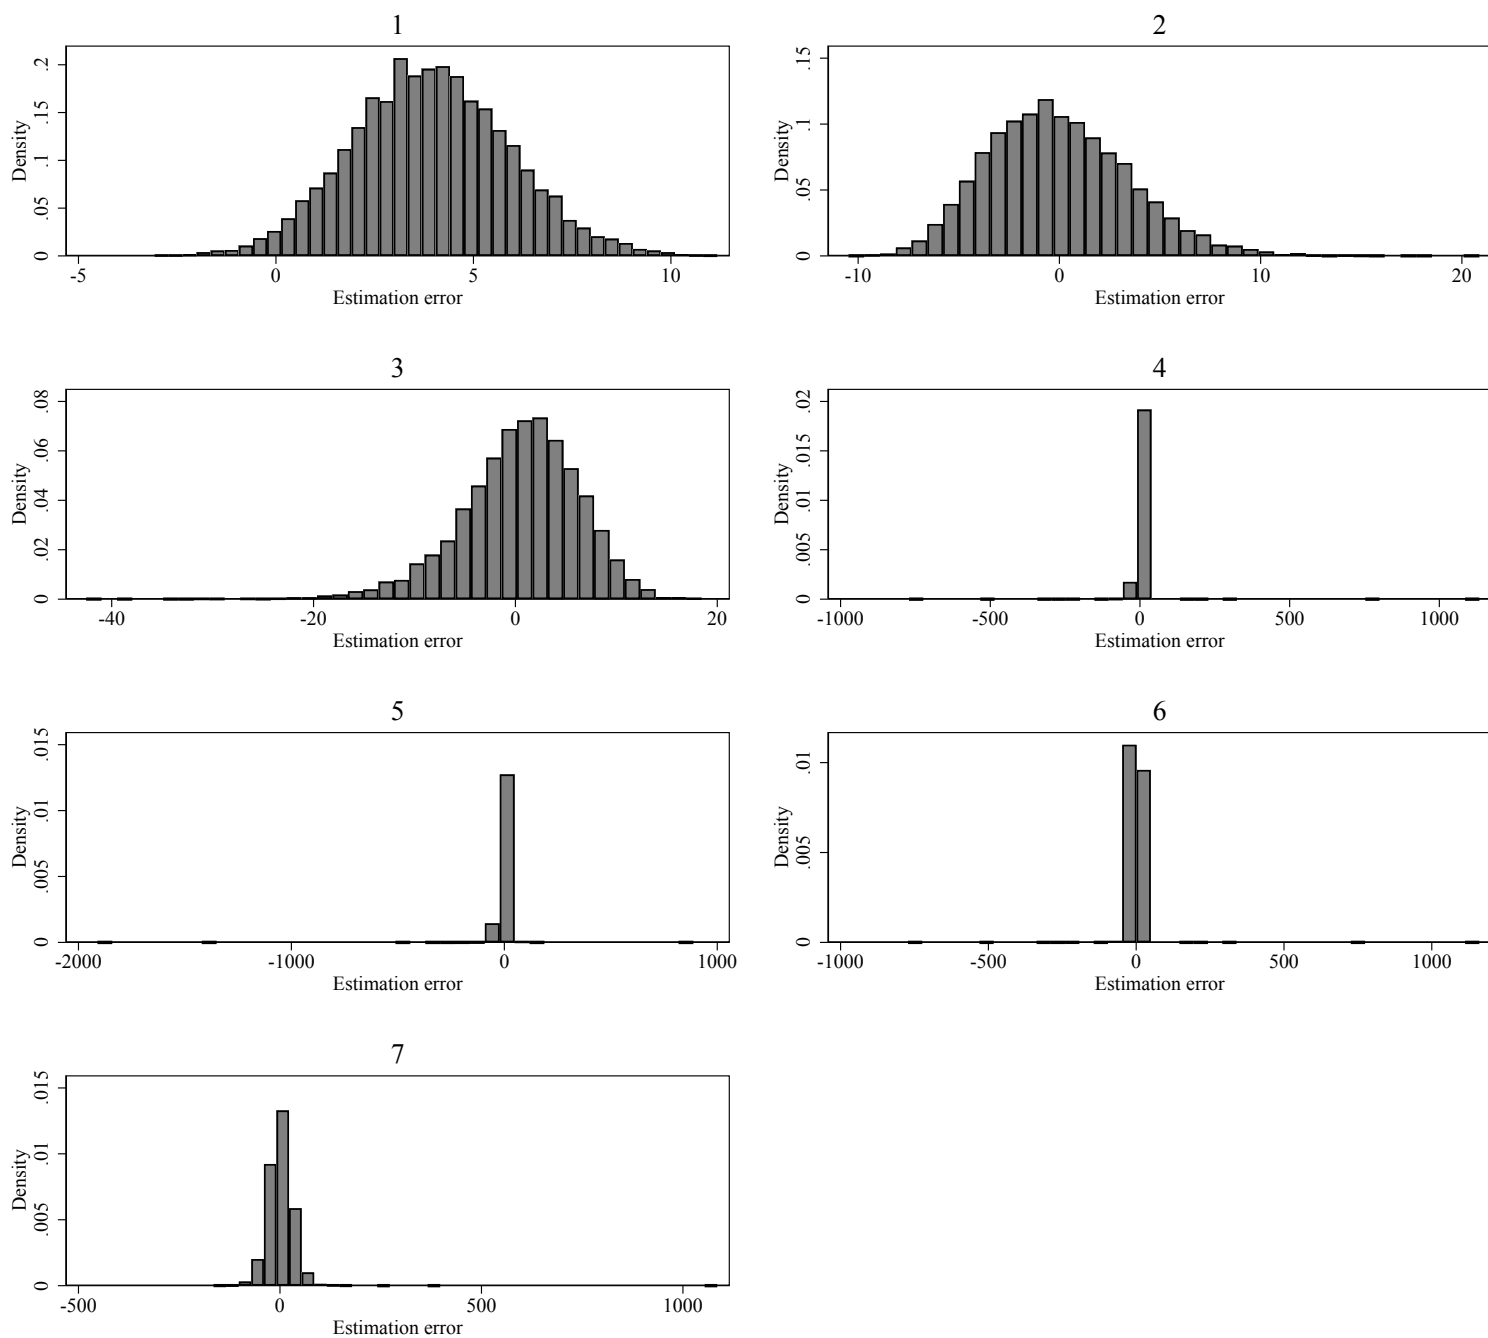 1
Density
0 .05 .1 .15 .2
-5 0 5 10
Estimation error
2
Density
0 .05 .1 .15
-10 0 10 20
Estimation error
3
Density
0 .02 .04 .06 .08
-40 -20 0 20
Estimation error
4
Density
0 .005 .01 .015 .02
-1000 -500 0 500 1000
Estimation error
5
Density
0 .005 .01 .015
-2000 -1000 0 1000
Estimation error
6
Density
0 .005 .01
-1000 -500 0 500 1000
Estimation error
7
Density
0 .005 .01 .015
-500 0 500 1000
Estimation error